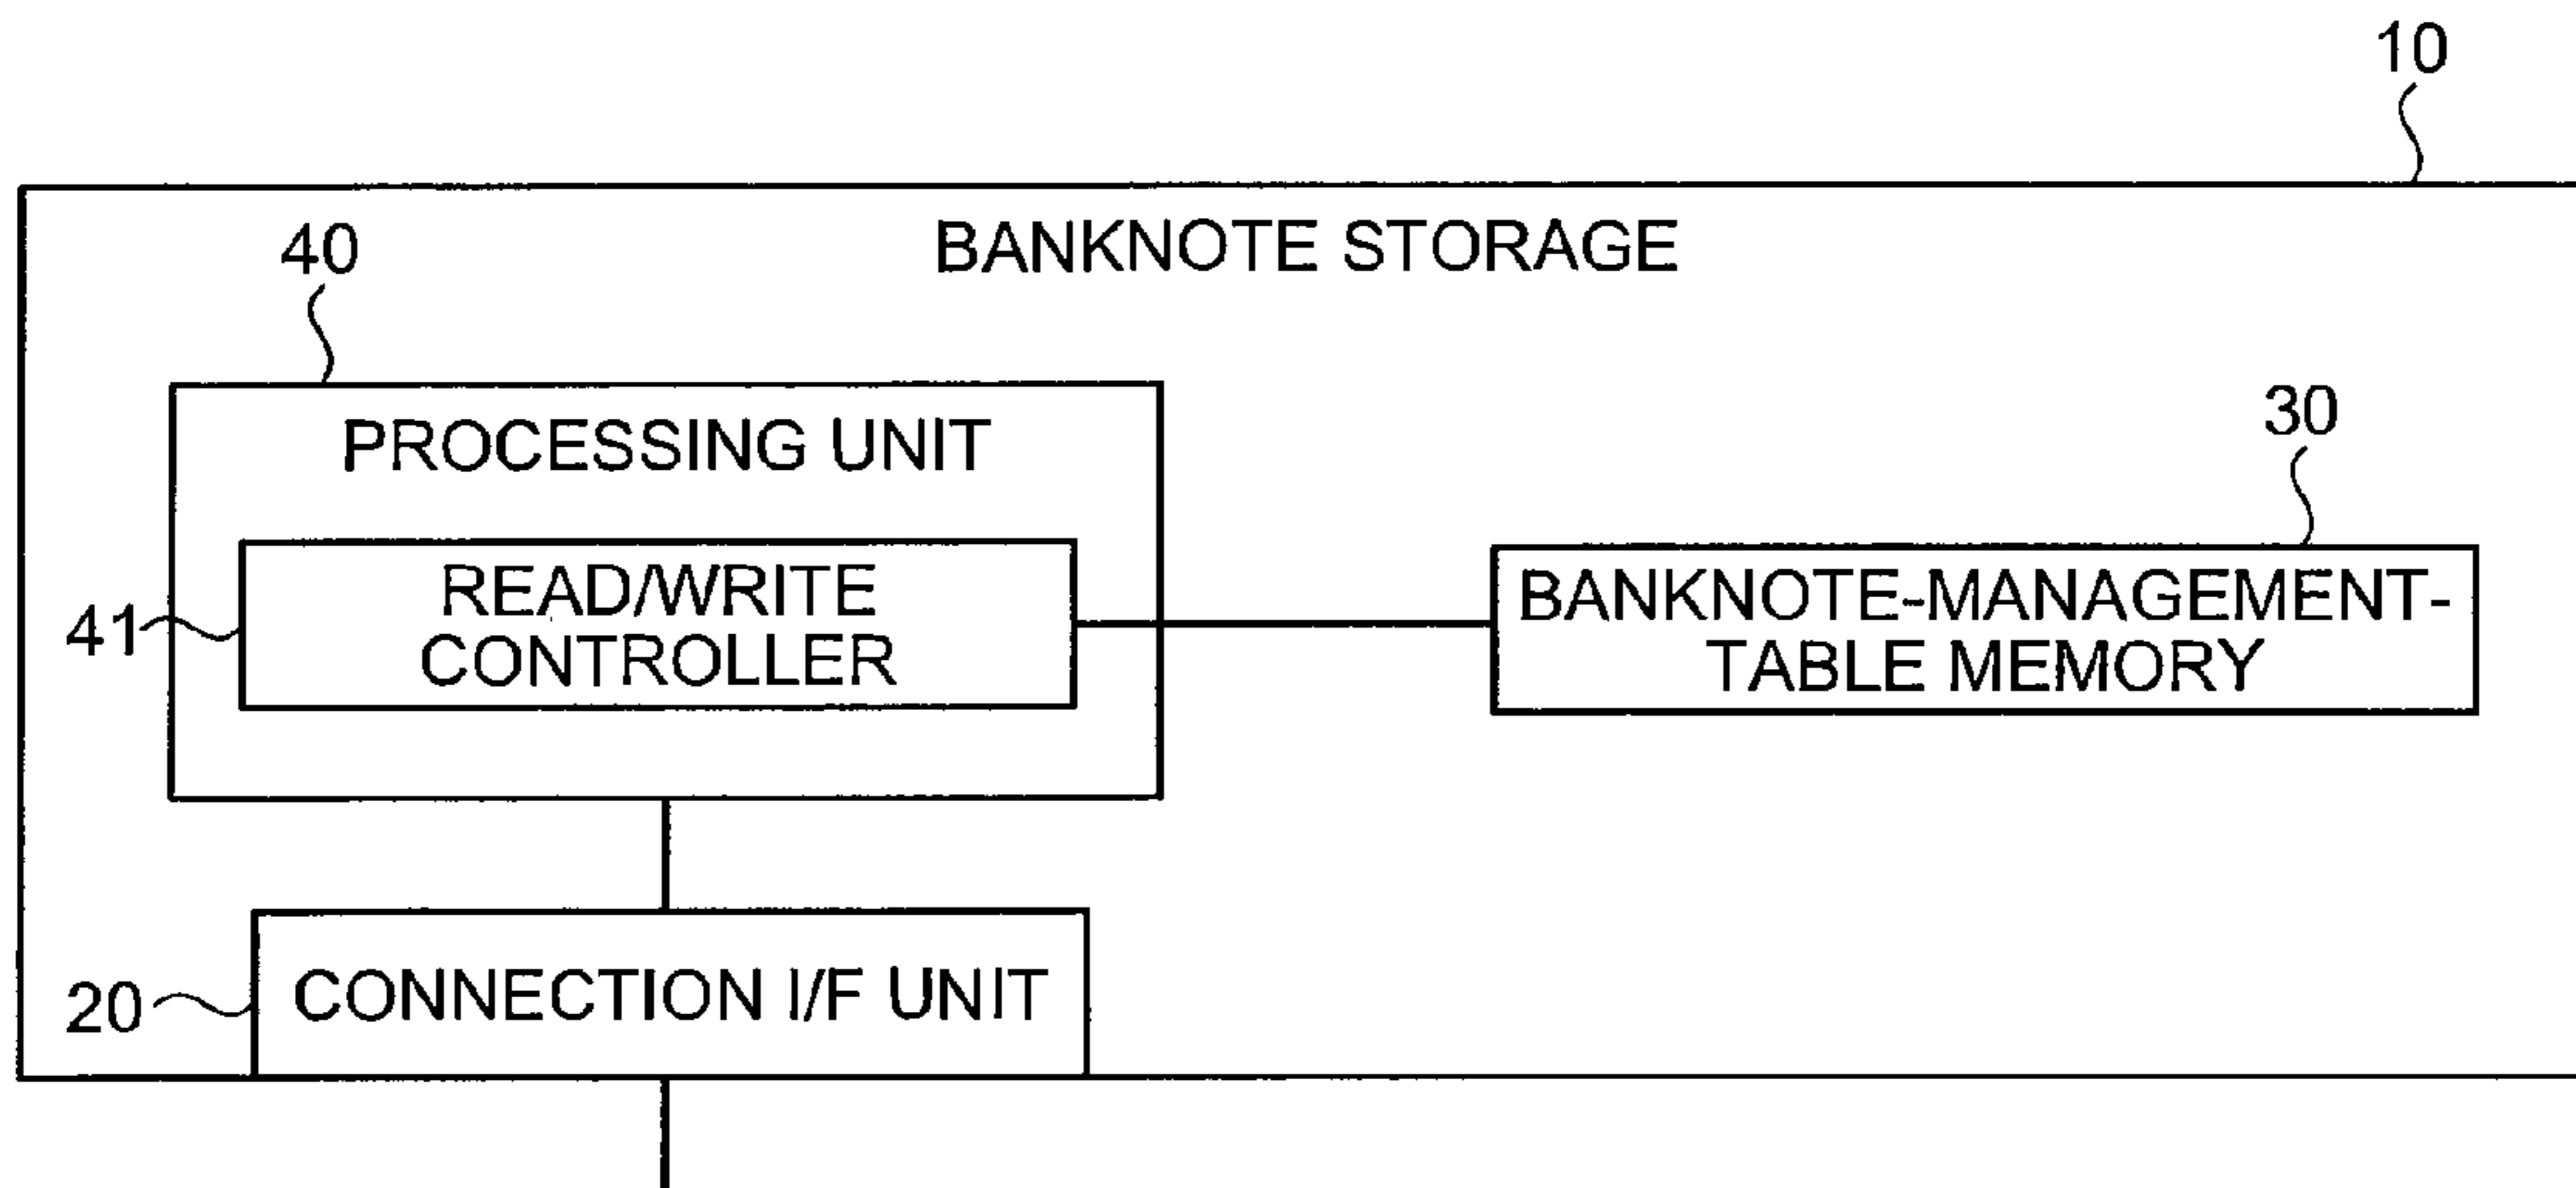 10
BANKNOTE STORAGE
40
PROCESSING UNIT
30
41
READ/WRITE
CONTROLLER
BANKNOTE-MANAGEMENT-
TABLE MEMORY
20
CONNECTION I/F UNIT